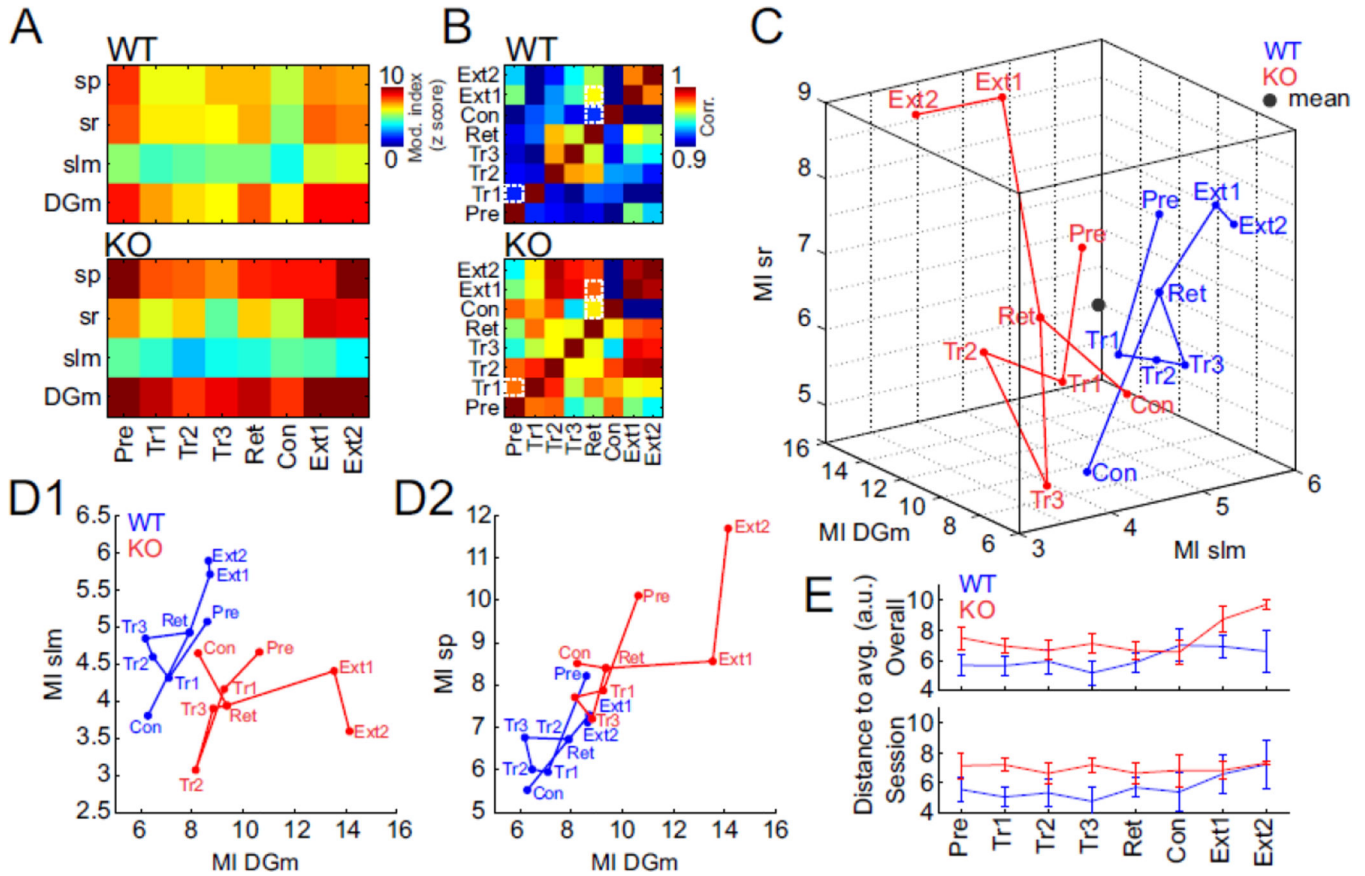 A
WT
sp
sr
slm
DGm
10
0
Mod. index
(z score)
KO
sp
sr
slm
DGm
Pre
Tr1
Tr2
Tr3
Ret
Con
Ext1
Ext2
B
WT
Ext2
Ext1
Con
Ret
Tr3
Tr2
Tr1
Pre
1
0.9
Corr.
KO
Ext2
Ext1
Con
Ret
Tr3
Tr2
Tr1
Pre
Pre
Tr1
Tr2
Tr3
Ret
Con
Ext1
Ext2
C
WT
KO
mean
MI sr
9
8
7
6
5
16
14
12
10
8
6
MI DGm
3
4
5
6
MI slm
Ext2
Ext1
Pre
Ret
Tr2
Tr1
Con
Tr3
Pre
Ext1
Ext2
Ret
Tr1
Tr2
Tr3
Con
D1
WT
KO
MI slm
6.5
6
5.5
5
4.5
4
3.5
3
2.5
Ext2
Ext1
Pre
Ret
Tr3
Tr2
Tr1
Con
Con
Pre
Tr1
Tr3
Ret
Ext1
Ext2
Tr2
6
8
10
12
14
16
MI DGm
D2
MI sp
12
11
10
9
8
7
6
5
Ext2
Pre
Con
Ret
Ext1
Pre
Tr1
Ext1
Tr3
Tr3
Tr2
Ext2
Ret
Tr2
Tr1
Con
6
8
10
12
14
16
MI DGm
E
WT
KO
Distance to avg. (a.u.)
Overall
Session
10
8
6
4
10
8
6
4
Pre
Tr1
Tr2
Tr3
Ret
Con
Ext1
Ext2